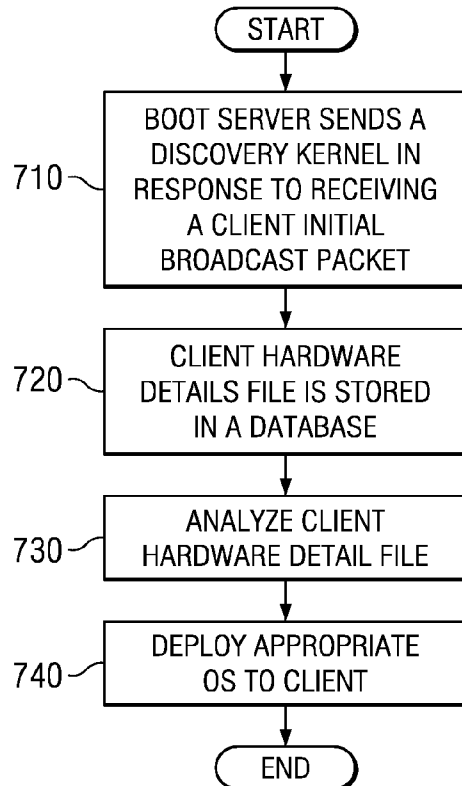 START
710
BOOT SERVER SENDS A
DISCOVERY KERNEL IN
RESPONSE TO RECEIVING
A CLIENT INITIAL
BROADCAST PACKET
720
CLIENT HARDWARE
DETAILS FILE IS STORED
IN A DATABASE
730
ANALYZE CLIENT
HARDWARE DETAIL FILE
740
DEPLOY APPROPRIATE
OS TO CLIENT
END